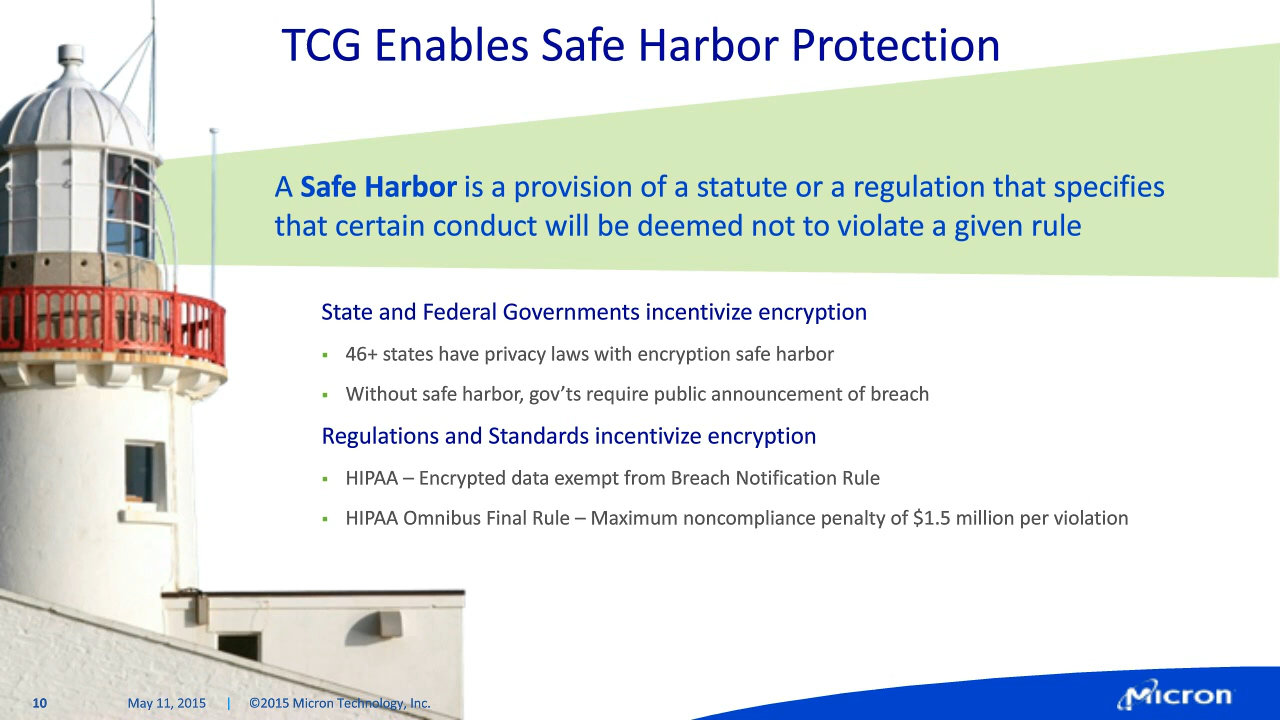 TCG Enables Safe Harbor Protection
A Safe Harbor is a provision of a statute or a regulation that specifies
that certain conduct will be deemed not to violate a given rule
State and Federal Governments incentivize encryption
▪ 46+ states have privacy laws with encryption safe harbor
▪ Without safe harbor, gov’ts require public announcement of breach
Regulations and Standards incentivize encryption
▪ HIPAA – Encrypted data exempt from Breach Notification Rule
▪ HIPAA Omnibus Final Rule – Maximum noncompliance penalty of $1.5 million per violation
10 May 11, 2015 | ©2015 Micron Technology, Inc.
Micron